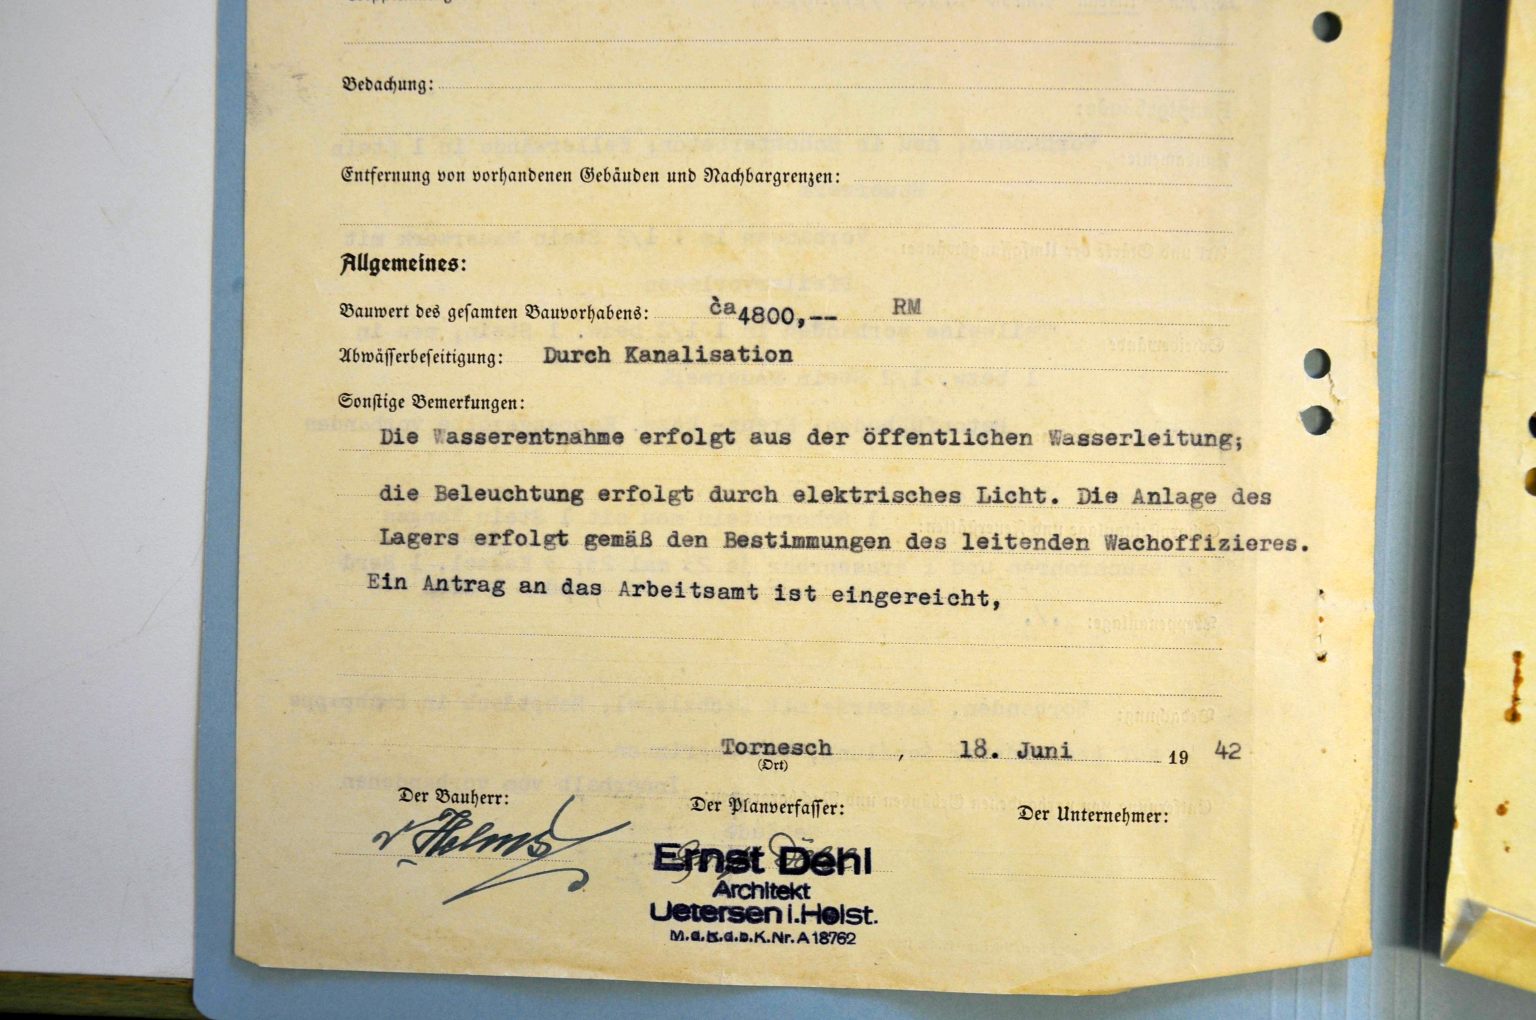 Bedachung:
Entfernung von vorhandenen Gebäuden und Nachbargrenzen:
Allgemeines:
Bauwert des gesamten Bauvorhabens: ca 4800,-- RM
Abwässerbeseitigung: Durch Kanalisation
Sonstige Bemerkungen:
Die Wasserentnahme erfolgt aus der öffentlichen Wasserleitung;
die Beleuchtung erfolgt durch elektrisches Licht. Die Anlage des
Lagers erfolgt gemäß den Bestimmungen des leitenden Wachoffizieres.
Ein Antrag an das Arbeitsamt ist eingereicht,
Tornesch, 18. Juni 19 42
(Ort)
Der Bauherr: Der Planverfasser: Der Unternehmer:
Helms
Ernst Dehl
Architekt
Uetersen i.Holst.
M.d.R.d.b.K.Nr.A 18762